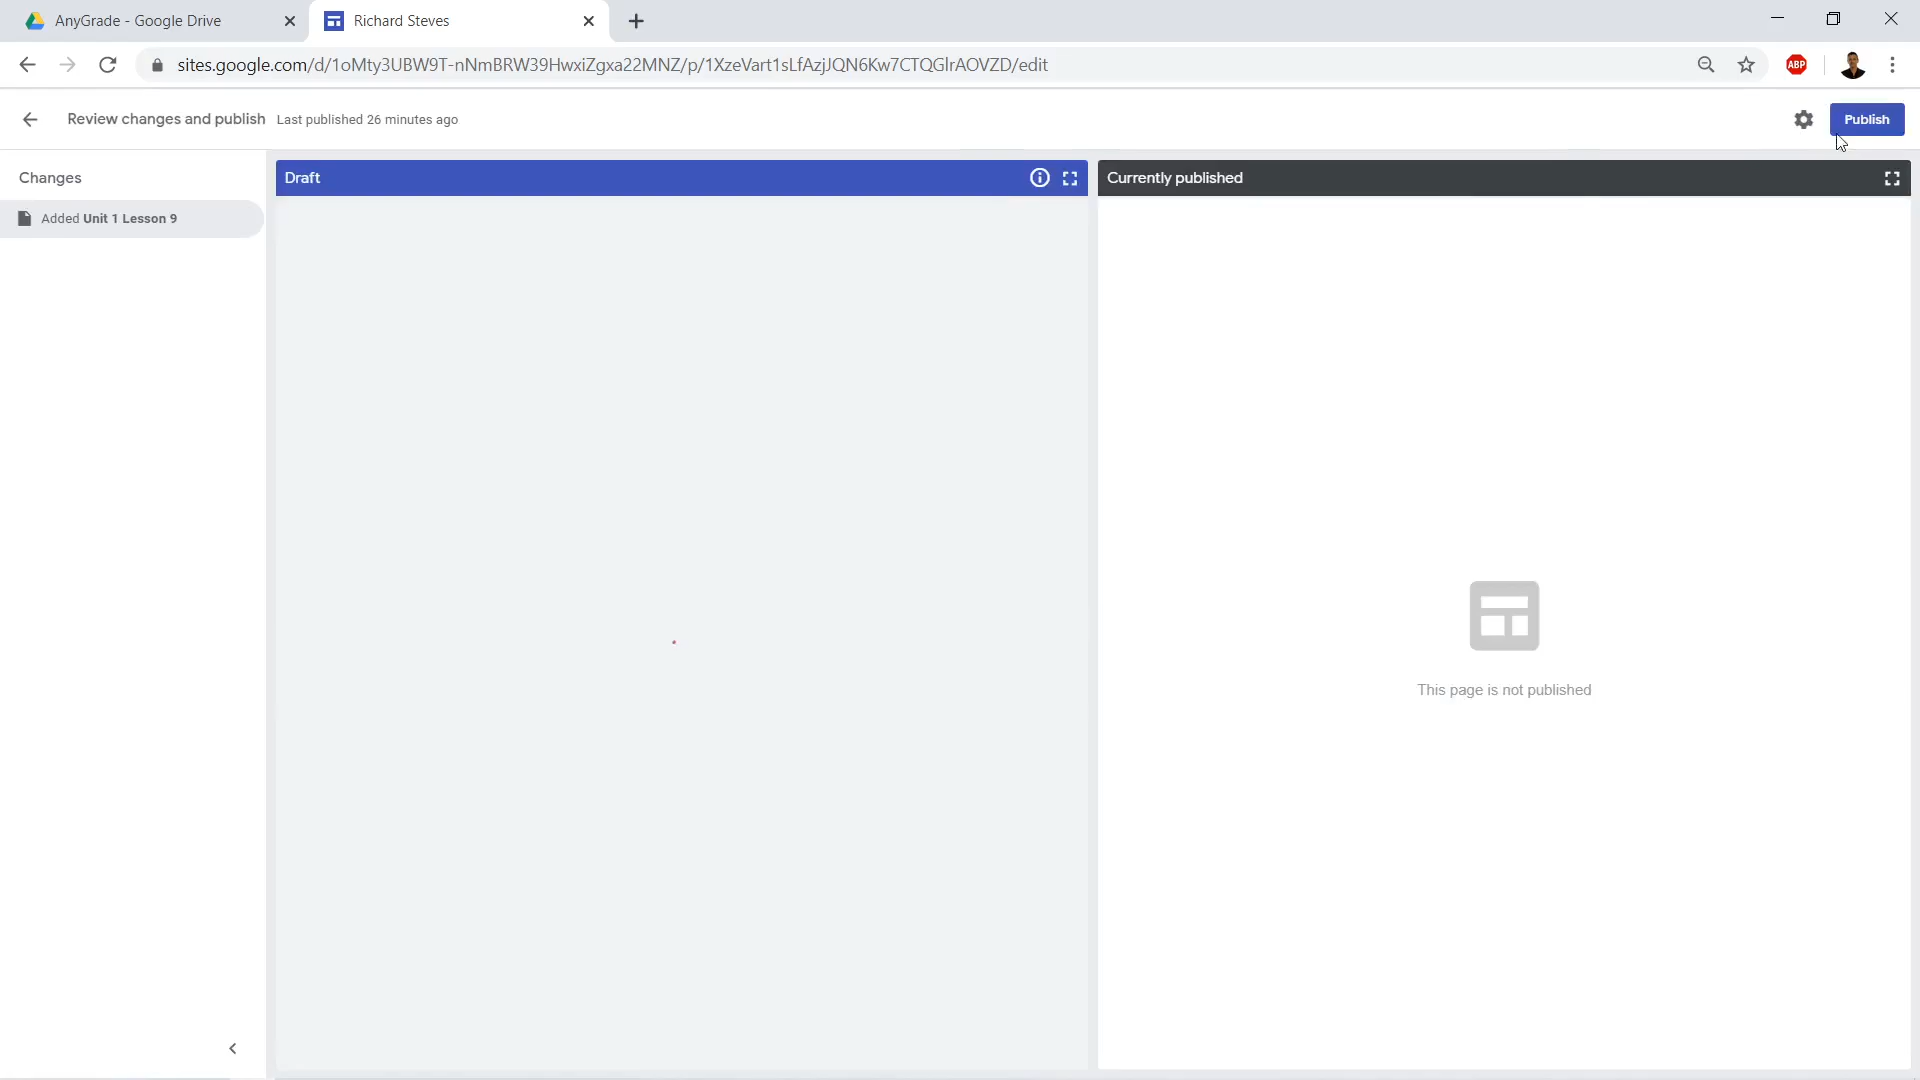 AnyGrade - Google Drive
Richard Steves
sites.google.com/d/1oMty3UBW9T-nNmBRW39HwxiZgxa22MNZ/p/1XzeVart1sLfAzjJQN6Kw7CTQGlrAOVZD/edit
ABP
Review changes and publish Last published 26 minutes ago
Publish
Changes
Draft
Currently published
Added Unit 1 Lesson 9
This page is not published